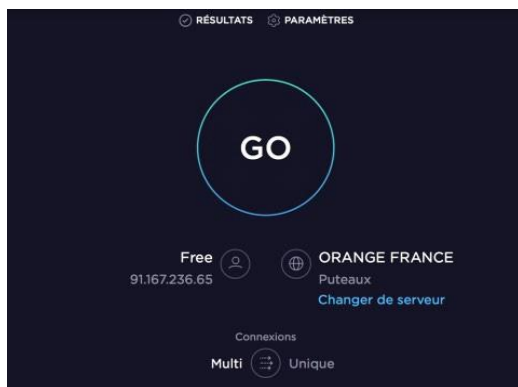 RÉSULTATS PARAMÈTRES
GO
Free ORANGE FRANCE
91.167.236.65 Puteaux
Changer de serveur
Connexions
Multi Unique